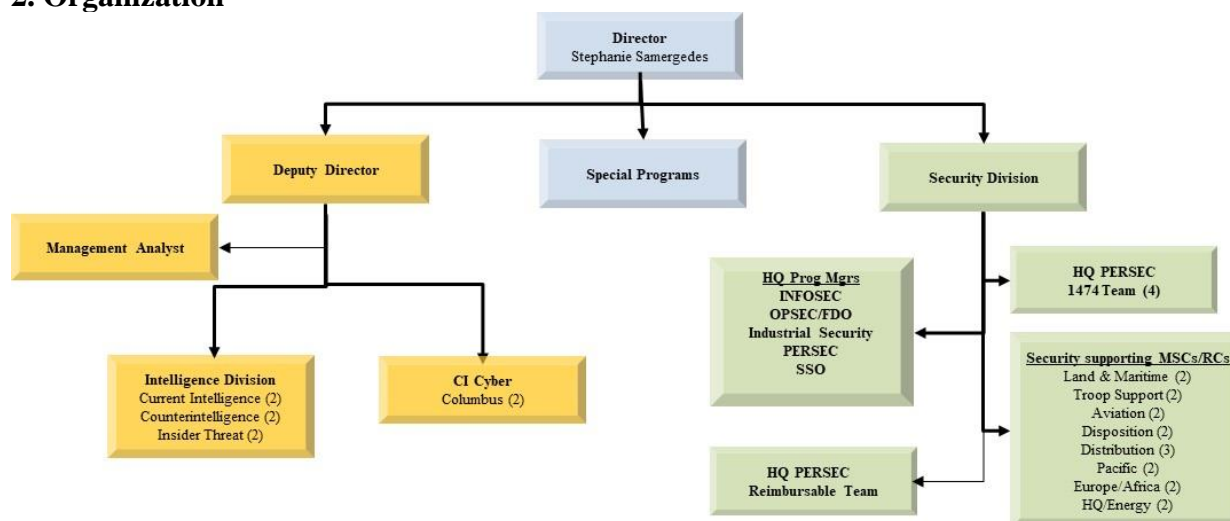 2. Organization
Director
Stephanie Samergedes
Deputy Director
Special Programs
Security Division
Management Analyst
HQ Prog Mgrs
INFOSEC
OPSEC/FDO
Industrial Security
PERSEC
SSO
HQ PERSEC
1474 Team (4)
Intelligence Division
Current Intelligence (2)
Counterintelligence (2)
Insider Threat (2)
CI Cyber
Columbus (2)
Security supporting MSCs/RCs
Land & Maritime (2)
Troop Support (2)
Aviation (2)
Disposition (2)
Distribution (3)
Pacific (2)
Europe/Africa (2)
HQ/Energy (2)
HQ PERSEC
Reimbursable Team